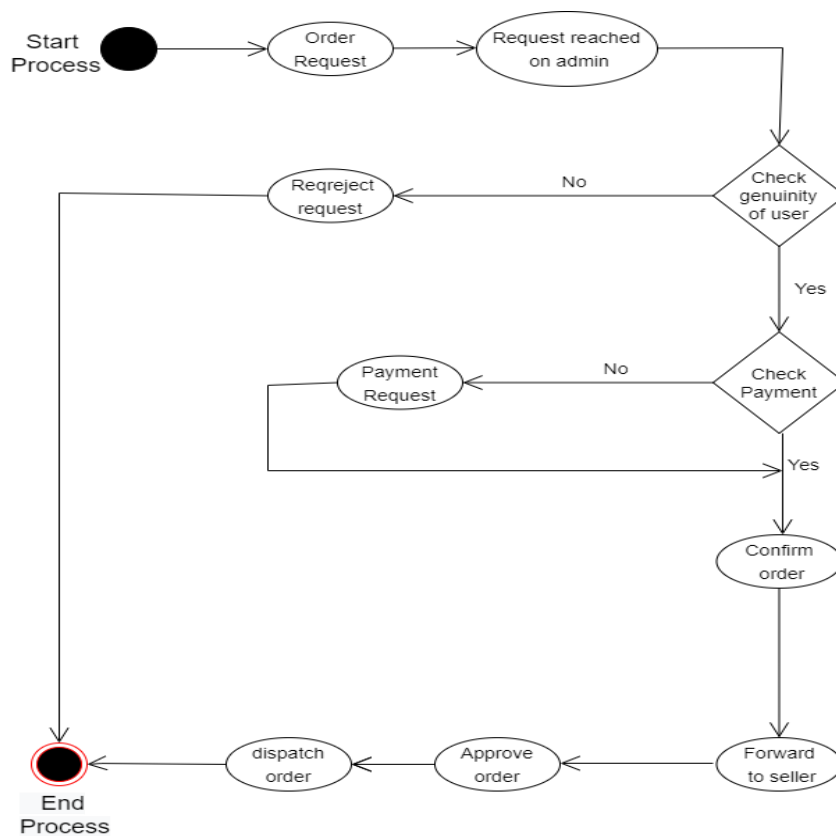 Start
Process
Order
Request
Request reached
on admin
Reqreject
request
No
Check
genuinity
of user
Yes
Payment
Request
No
Check
Payment
Yes
Confirm
order
dispatch
order
Approve
order
Forward
to seller
End
Process